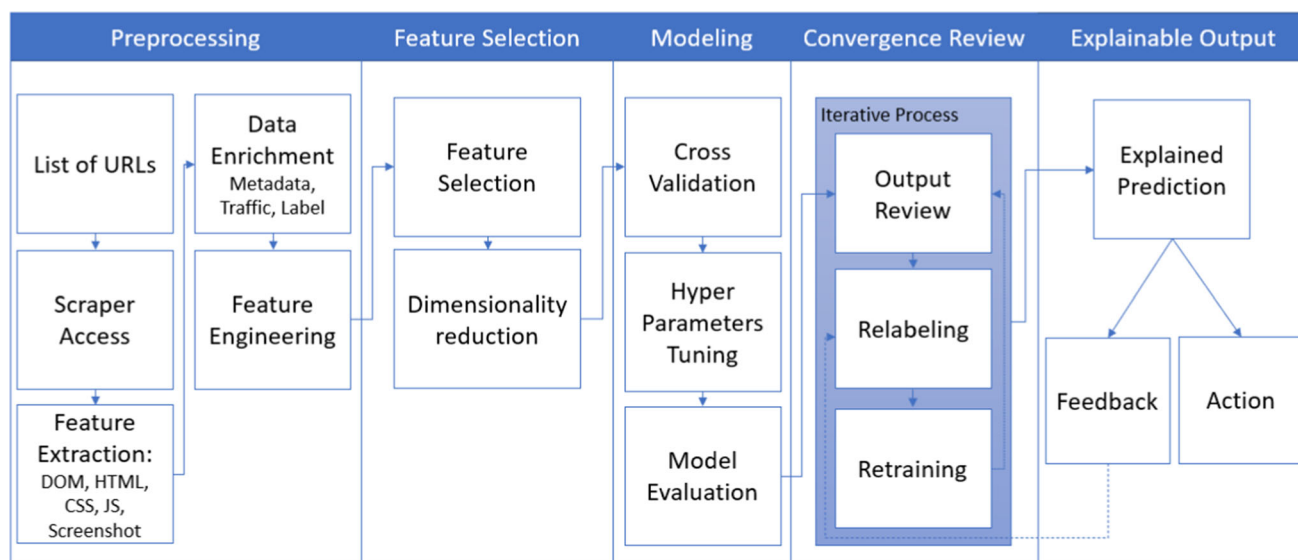 Preprocessing
Feature Selection
Modeling
Convergence Review
Explainable Output
List of URLs
Scraper
Access
Feature
Extraction:
DOM, HTML,
CSS, JS,
Screenshot
Data
Enrichment
Metadata,
Traffic, Label
Feature
Engineering
Feature
Selection
Dimensionality
reduction
Cross
Validation
Hyper
Parameters
Tuning
Model
Evaluation
Iterative Process
Output
Review
Relabeling
Retraining
Explained
Prediction
Feedback
Action